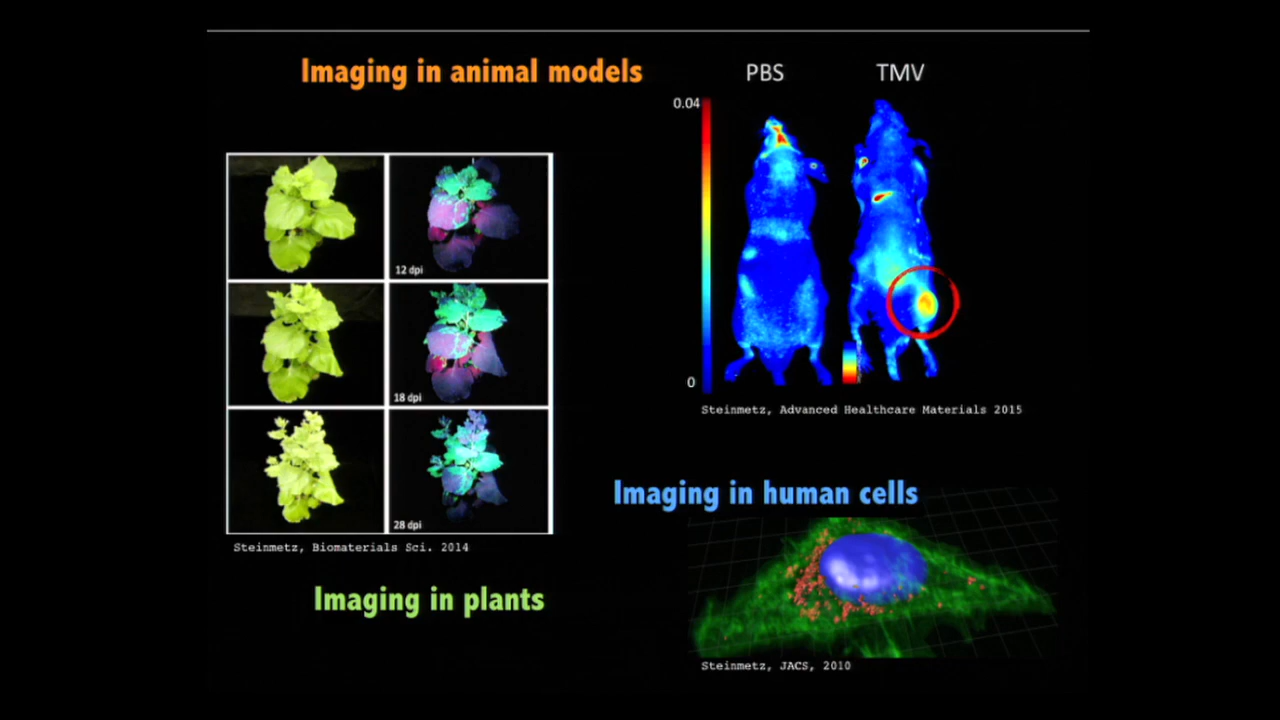 Imaging in animal models
PBS
TMV
0.04
0
Steinmetz, Advanced Healthcare Materials 2015
12 dpi
18 dpi
28 dpi
Steinmetz, Biomaterials Sci. 2014
Imaging in plants
Imaging in human cells
Steinmetz, JACS, 2010